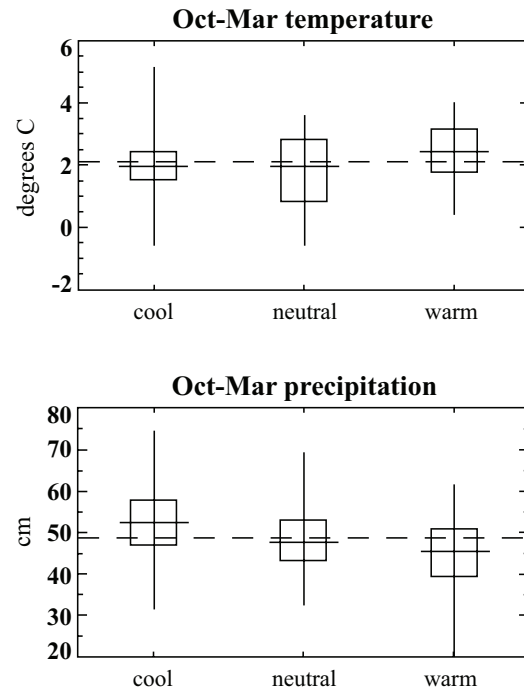 Oct-Mar temperature
6
4
2
0
-2
degrees C
cool neutral warm
Oct-Mar precipitation
80
70
60
50
40
30
20
cm
cool neutral warm